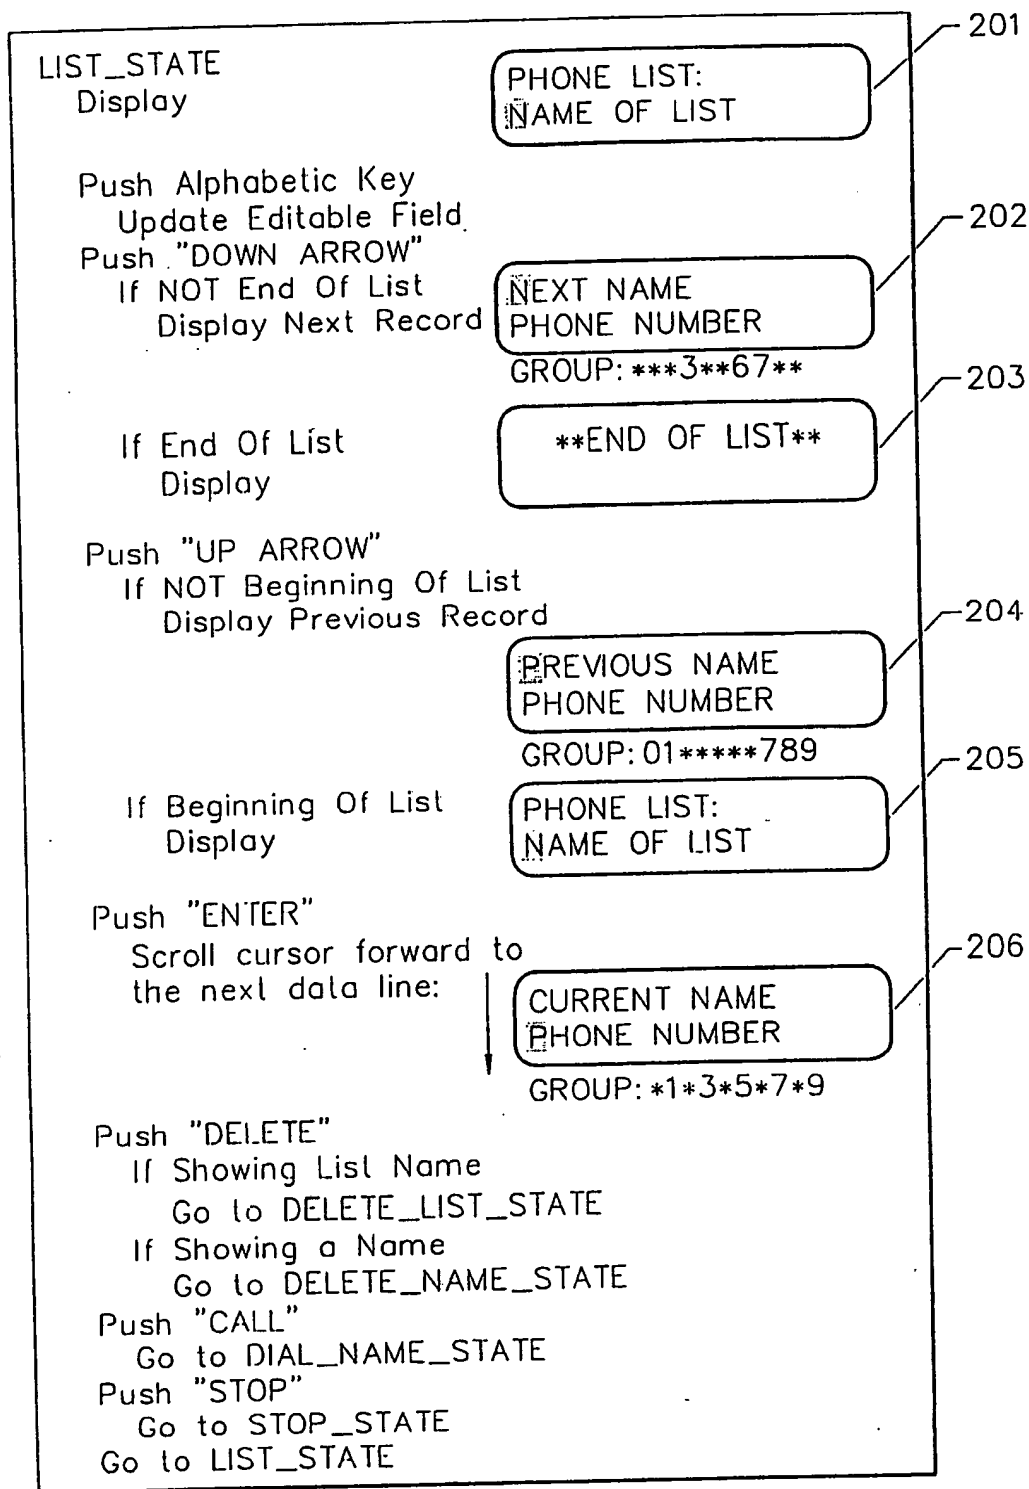 201
LIST_STATE
Display
PHONE LIST:
NAME OF LIST
Push Alphabetic Key
Update Editable Field
202
Push "DOWN ARROW"
If NOT End Of List
Display Next Record
NEXT NAME
PHONE NUMBER
GROUP: ***3**67**
203
If End Of List
Display
**END OF LIST**
Push "UP ARROW"
If NOT Beginning Of List
Display Previous Record
204
PREVIOUS NAME
PHONE NUMBER
GROUP: 01*****789
205
If Beginning Of List
Display
PHONE LIST:
NAME OF LIST
Push "ENTER"
Scroll cursor forward to
the next data line:
206
CURRENT NAME
PHONE NUMBER
GROUP: *1*3*5*7*9
Push "DELETE"
If Showing List Name
Go to DELETE_LIST_STATE
If Showing a Name
Go to DELETE_NAME_STATE
Push "CALL"
Go to DIAL_NAME_STATE
Push "STOP"
Go to STOP_STATE
Go to LIST_STATE